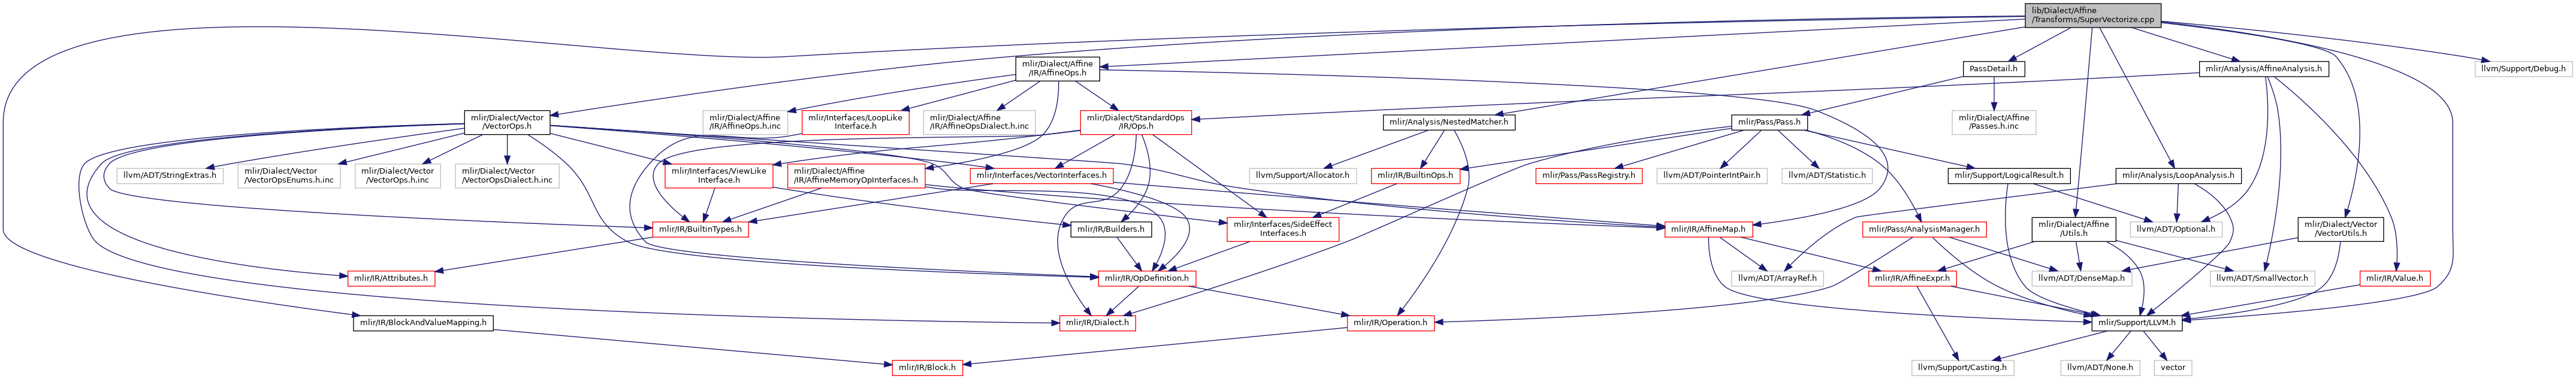 lib/Dialect/Affine
/Transforms/SuperVectorize.cpp
mlir/Dialect/Affine
/IR/AffineOps.h
PassDetail.h
mlir/Analysis/AffineAnalysis.h
llvm/Support/Debug.h
mlir/Dialect/Vector
/VectorOps.h
mlir/Dialect/Affine
/IR/AffineOps.h.inc
mlir/Interfaces/LoopLike
Interface.h
mlir/Dialect/Affine
/IR/AffineOpsDialect.h.inc
mlir/Dialect/StandardOps
/IR/Ops.h
mlir/Analysis/NestedMatcher.h
mlir/Pass/Pass.h
mlir/Dialect/Affine
/Passes.h.inc
llvm/ADT/StringExtras.h
mlir/Dialect/Vector
/VectorOpsEnums.h.inc
mlir/Dialect/Vector
/VectorOps.h.inc
mlir/Dialect/Vector
/VectorOpsDialect.h.inc
mlir/Interfaces/ViewLike
Interface.h
mlir/Dialect/Affine
/IR/AffineMemoryOpInterfaces.h
mlir/Interfaces/VectorInterfaces.h
llvm/Support/Allocator.h
mlir/IR/BuiltinOps.h
mlir/Pass/PassRegistry.h
llvm/ADT/PointerIntPair.h
llvm/ADT/Statistic.h
mlir/Support/LogicalResult.h
mlir/Analysis/LoopAnalysis.h
mlir/IR/BuiltinTypes.h
mlir/IR/Builders.h
mlir/Interfaces/SideEffect
Interfaces.h
mlir/IR/AffineMap.h
mlir/Pass/AnalysisManager.h
mlir/Dialect/Affine
/Utils.h
llvm/ADT/Optional.h
mlir/Dialect/Vector
/VectorUtils.h
mlir/IR/Attributes.h
mlir/IR/OpDefinition.h
llvm/ADT/ArrayRef.h
mlir/IR/AffineExpr.h
llvm/ADT/DenseMap.h
llvm/ADT/SmallVector.h
mlir/IR/Value.h
mlir/IR/BlockAndValueMapping.h
mlir/IR/Dialect.h
mlir/IR/Operation.h
mlir/Support/LLVM.h
mlir/IR/Block.h
llvm/Support/Casting.h
llvm/ADT/None.h
vector